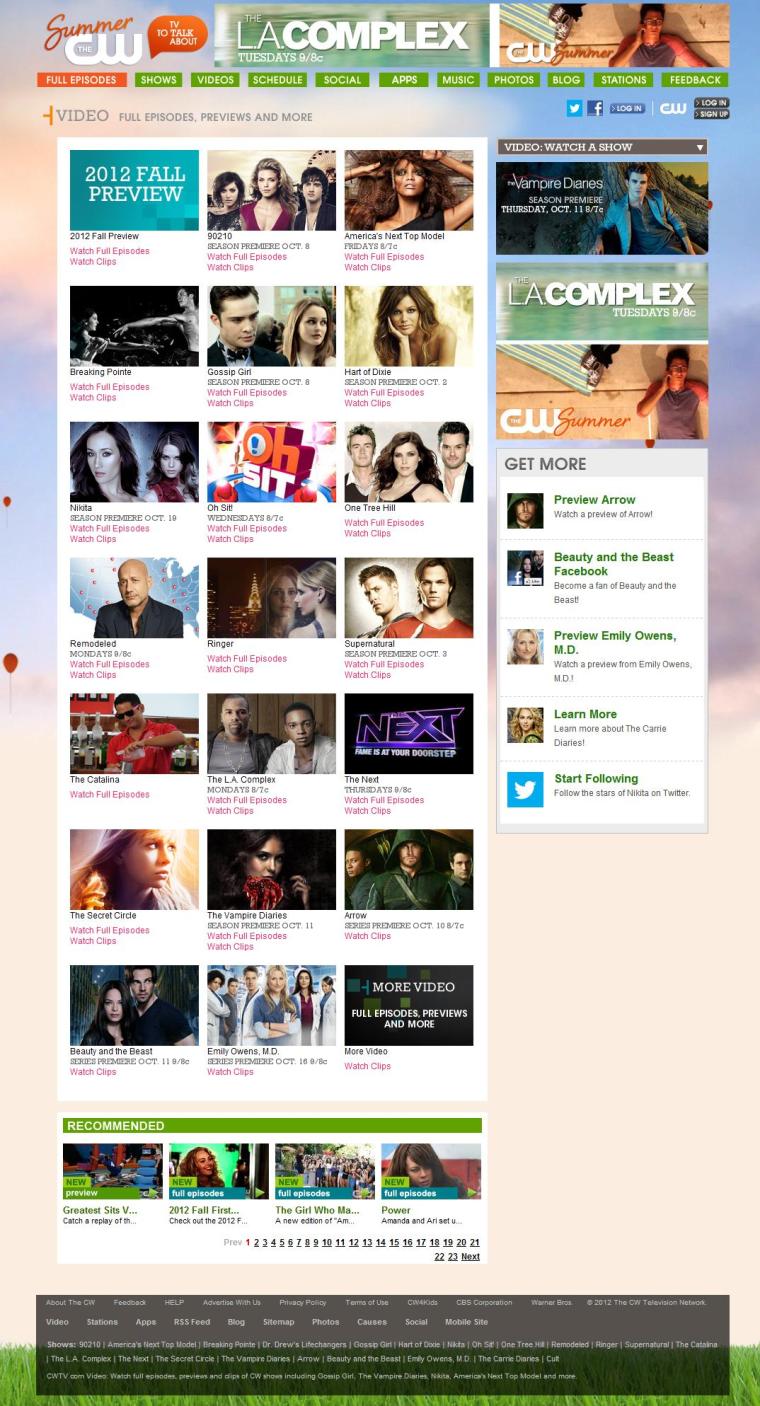 Summer
THE CW
TV
TO TALK
ABOUT
THE
L.A.COMPLEX
TUESDAYS 9/8c
THE CW Summer
FULL EPISODES
SHOWS
VIDEOS
SCHEDULE
SOCIAL
APPS
MUSIC
PHOTOS
BLOG
STATIONS
FEEDBACK
VIDEO FULL EPISODES, PREVIEWS AND MORE
> LOG IN
CW
> LOG IN
> SIGN UP
2012 FALL
PREVIEW
2012 Fall Preview
Watch Full Episodes
Watch Clips
90210
SEASON PREMIERE OCT. 8
Watch Full Episodes
Watch Clips
America's Next Top Model
FRIDAYS 8/7c
Watch Full Episodes
Watch Clips
Breaking Pointe
Watch Full Episodes
Watch Clips
Gossip Girl
SEASON PREMIERE OCT. 8
Watch Full Episodes
Watch Clips
Hart of Dixie
SEASON PREMIERE OCT. 2
Watch Full Episodes
Watch Clips
Nikita
SEASON PREMIERE OCT. 19
Watch Full Episodes
Watch Clips
Oh SIT
Oh Sit!
WEDNESDAYS 8/7c
Watch Full Episodes
Watch Clips
One Tree Hill
Watch Full Episodes
Watch Clips
Remodeled
MONDAYS 9/8c
Watch Full Episodes
Watch Clips
Ringer
Watch Full Episodes
Watch Clips
Supernatural
SEASON PREMIERE OCT. 3
Watch Full Episodes
Watch Clips
The Catalina
Watch Full Episodes
The L.A. Complex
MONDAYS 8/7c
Watch Full Episodes
Watch Clips
THE NEXT
FAME IS AT YOUR DOORSTEP
The Next
THURSDAYS 9/8c
Watch Full Episodes
Watch Clips
The Secret Circle
Watch Full Episodes
Watch Clips
The Vampire Diaries
SEASON PREMIERE OCT. 11
Watch Full Episodes
Watch Clips
Arrow
SERIES PREMIERE OCT. 10 8/7c
Watch Clips
Beauty and the Beast
SERIES PREMIERE OCT. 11 9/8c
Watch Clips
Emily Owens, M.D.
SERIES PREMIERE OCT. 16 9/8c
Watch Clips
MORE VIDEO
FULL EPISODES, PREVIEWS
AND MORE
More Video
Watch Clips
VIDEO: WATCH A SHOW
the Vampire Diaries
SEASON PREMIERE
THURSDAY, OCT. 11 8/7c
THE
L.A.COMPLEX
TUESDAYS 9/8c
THE CW Summer
GET MORE
Preview Arrow
Watch a preview of Arrow!
Beauty and the Beast
Facebook
Become a fan of Beauty and the
Beast!
Preview Emily Owens,
M.D.
Watch a preview from Emily Owens,
M.D.!
Learn More
Learn more about The Carrie
Diaries!
Start Following
Follow the stars of Nikita on Twitter.
RECOMMENDED
NEW
preview
Greatest Sits V...
Catch a replay of th...
NEW
full episodes
2012 Fall First...
Check out the 2012 F...
NEW
full episodes
The Girl Who Ma...
A new edition of "Am...
NEW
full episodes
Power
Amanda and Ari set u...
Prev 1 2 3 4 5 6 7 8 9 10 11 12 13 14 15 16 17 18 19 20 21
22 23 Next
About The CW Feedback HELP Advertise With Us Privacy Policy Terms of Use CW4Kids CBS Corporation Warner Bros. © 2012 The CW Television Network.
Video Stations Apps RSS Feed Blog Sitemap Photos Causes Social Mobile Site
Shows: 90210 | America's Next Top Model | Breaking Pointe | Dr. Drew's Lifechangers | Gossip Girl | Hart of Dixie | Nikita | Oh Sit! | One Tree Hill | Remodeled | Ringer | Supernatural | The Catalina
| The L.A. Complex | The Next | The Secret Circle | The Vampire Diaries | Arrow | Beauty and the Beast | Emily Owens, M.D. | The Carrie Diaries | Cult
CWTV.com Video: Watch full episodes, previews and clips of CW shows including Gossip Girl, The Vampire Diaries, Nikita, America's Next Top Model and more.